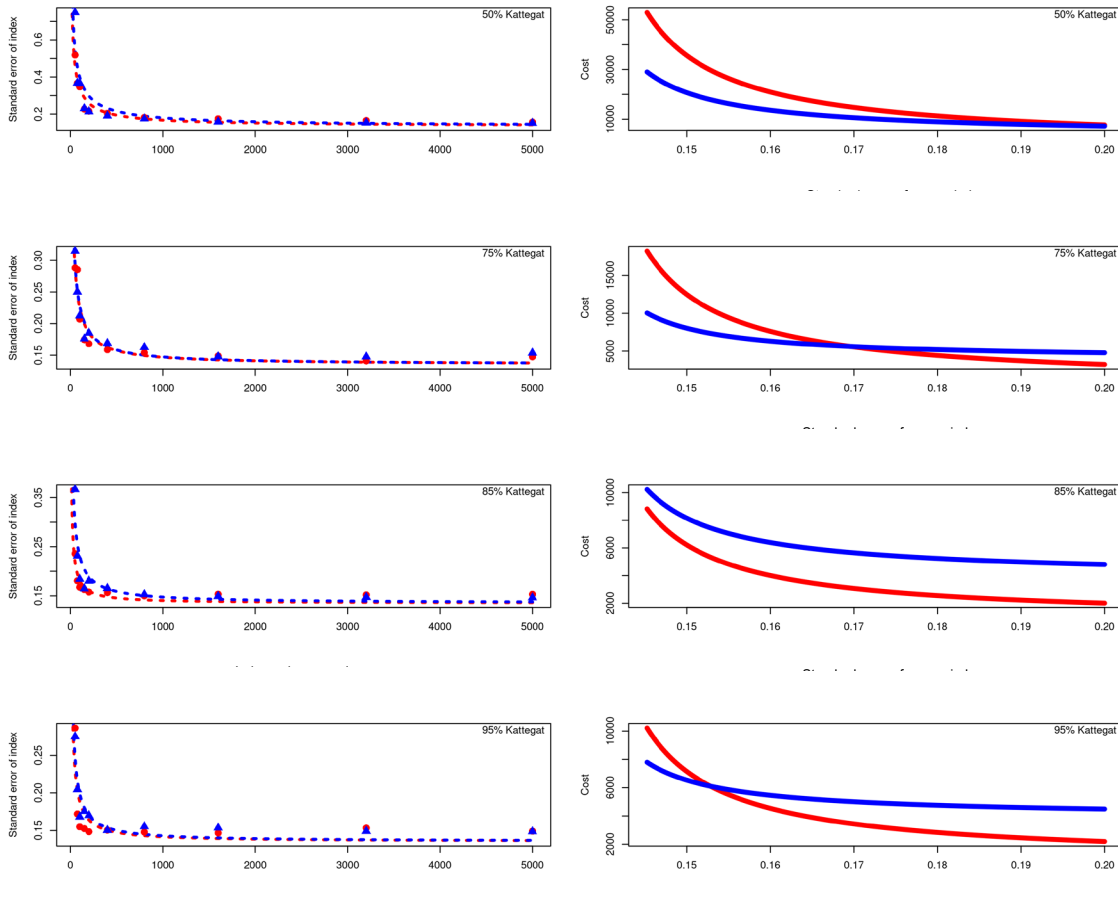 50% Kattegat
Standard error of index
0.2 0.4 0.6
0 1000 2000 3000 4000 5000
50% Kattegat
Cost
10000 30000 50000
0.15 0.16 0.17 0.18 0.19 0.20
75% Kattegat
Standard error of index
0.15 0.20 0.25 0.30
0 1000 2000 3000 4000 5000
75% Kattegat
Cost
5000 10000 15000
0.15 0.16 0.17 0.18 0.19 0.20
85% Kattegat
Standard error of index
0.15 0.25 0.35
0 1000 2000 3000 4000 5000
85% Kattegat
Cost
2000 6000 10000
0.15 0.16 0.17 0.18 0.19 0.20
95% Kattegat
Standard error of index
0.15 0.20 0.25
0 1000 2000 3000 4000 5000
95% Kattegat
Cost
2000 6000 10000
0.15 0.16 0.17 0.18 0.19 0.20